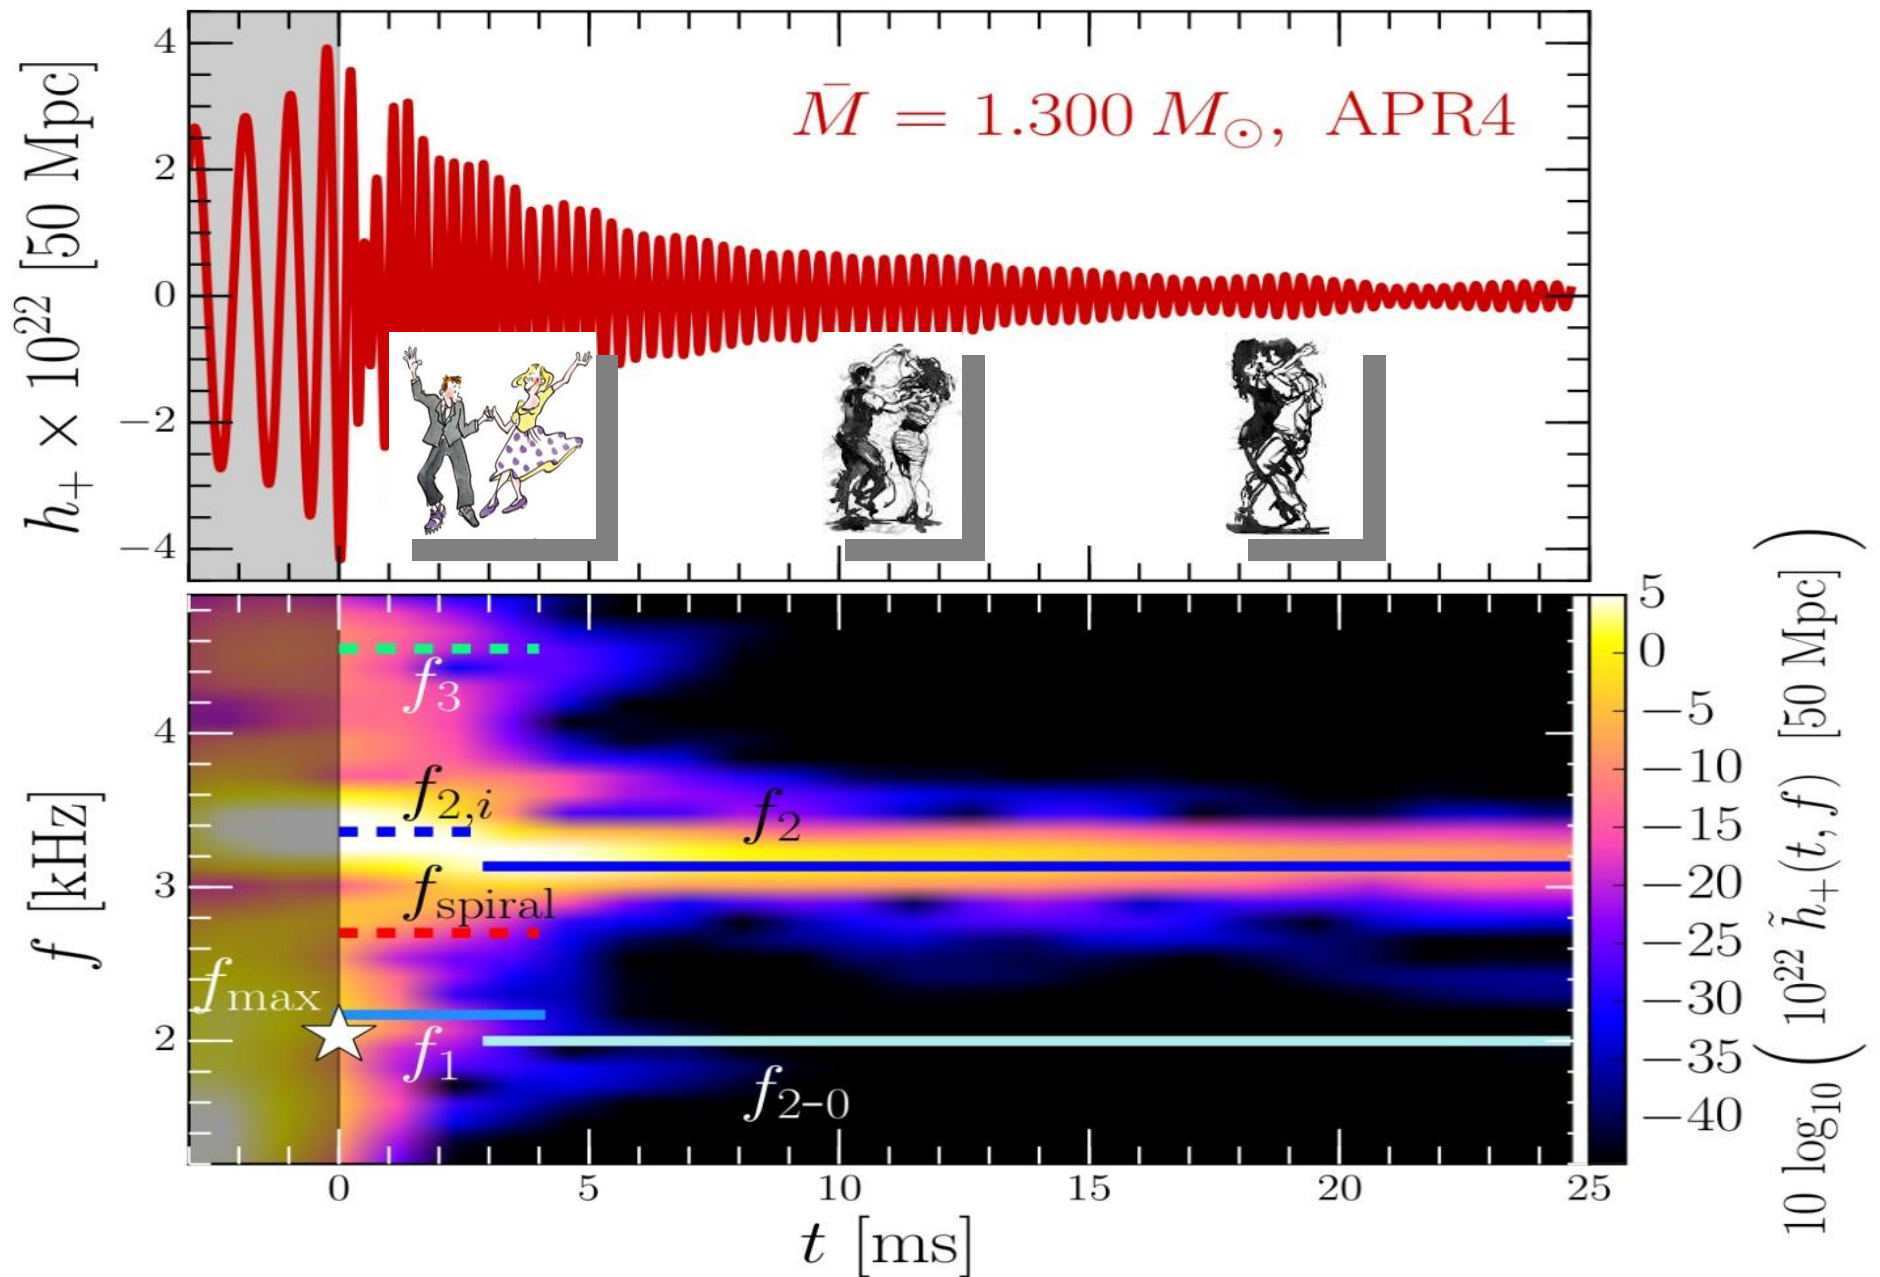 h₊ × 10²² [50 Mpc]
4
2
0
−2
−4
M̄ = 1.300 M⊙, APR4
f [kHz]
4
3
2
f₃
f₂,ᵢ
f₂
f_spiral
f_max
f₁
f₂₋₀
0
5
10
15
20
25
t [ms]
5
0
−5
−10
−15
−20
−25
−30
−35
−40
10 log₁₀ ( 10²² h̃₊(t, f) [50 Mpc] )